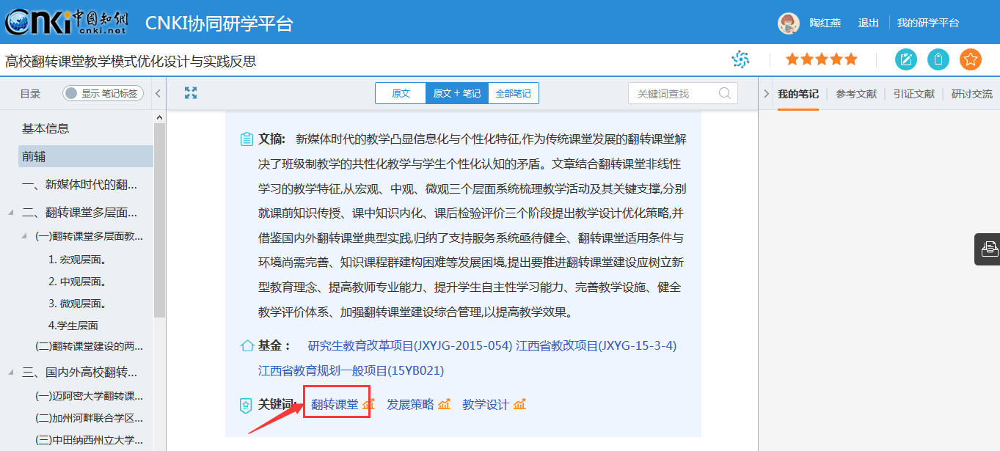 CNKI中国知网
cnki.net
CNKI协同研学平台
陶红燕
退出
我的研学平台
高校翻转课堂教学模式优化设计与实践反思
目录
显示 笔记标签
原文
原文 + 笔记
全部笔记
关键词查找
我的笔记
参考文献
引证文献
研讨交流
基本信息
前辅
一、新媒体时代的翻...
二、翻转课堂多层面...
(一)翻转课堂多层面教...
1. 宏观层面。
2. 中观层面。
3. 微观层面。
4.学生层面
(二)翻转课堂建设的两...
三、国内外高校翻转...
(一)迈阿密大学翻转课...
(二)加州河畔联合学区...
(三)中田纳西州立大学...
文摘: 新媒体时代的教学凸显信息化与个性化特征,作为传统课堂发展的翻转课堂解
决了班级制教学的共性化教学与学生个性化认知的矛盾。文章结合翻转课堂非线性
学习的教学特征,从宏观、中观、微观三个层面系统梳理教学活动及其关键支撑,分别
就课前知识传授、课中知识内化、课后检验评价三个阶段提出教学设计优化策略,并
借鉴国内外翻转课堂典型实践,归纳了支持服务系统亟待健全、翻转课堂适用条件与
环境尚需完善、知识课程群建构困难等发展困境,提出要推进翻转课堂建设应树立新
型教育理念、提高教师专业能力、提升学生自主性学习能力、完善教学设施、健全
教学评价体系、加强翻转课堂建设综合管理,以提高教学效果。
基金： 研究生教育改革项目(JXYJG-2015-054) 江西省教改项目(JXYG-15-3-4)
江西省教育规划一般项目(15YB021)
关键词: 翻转课堂 发展策略 教学设计